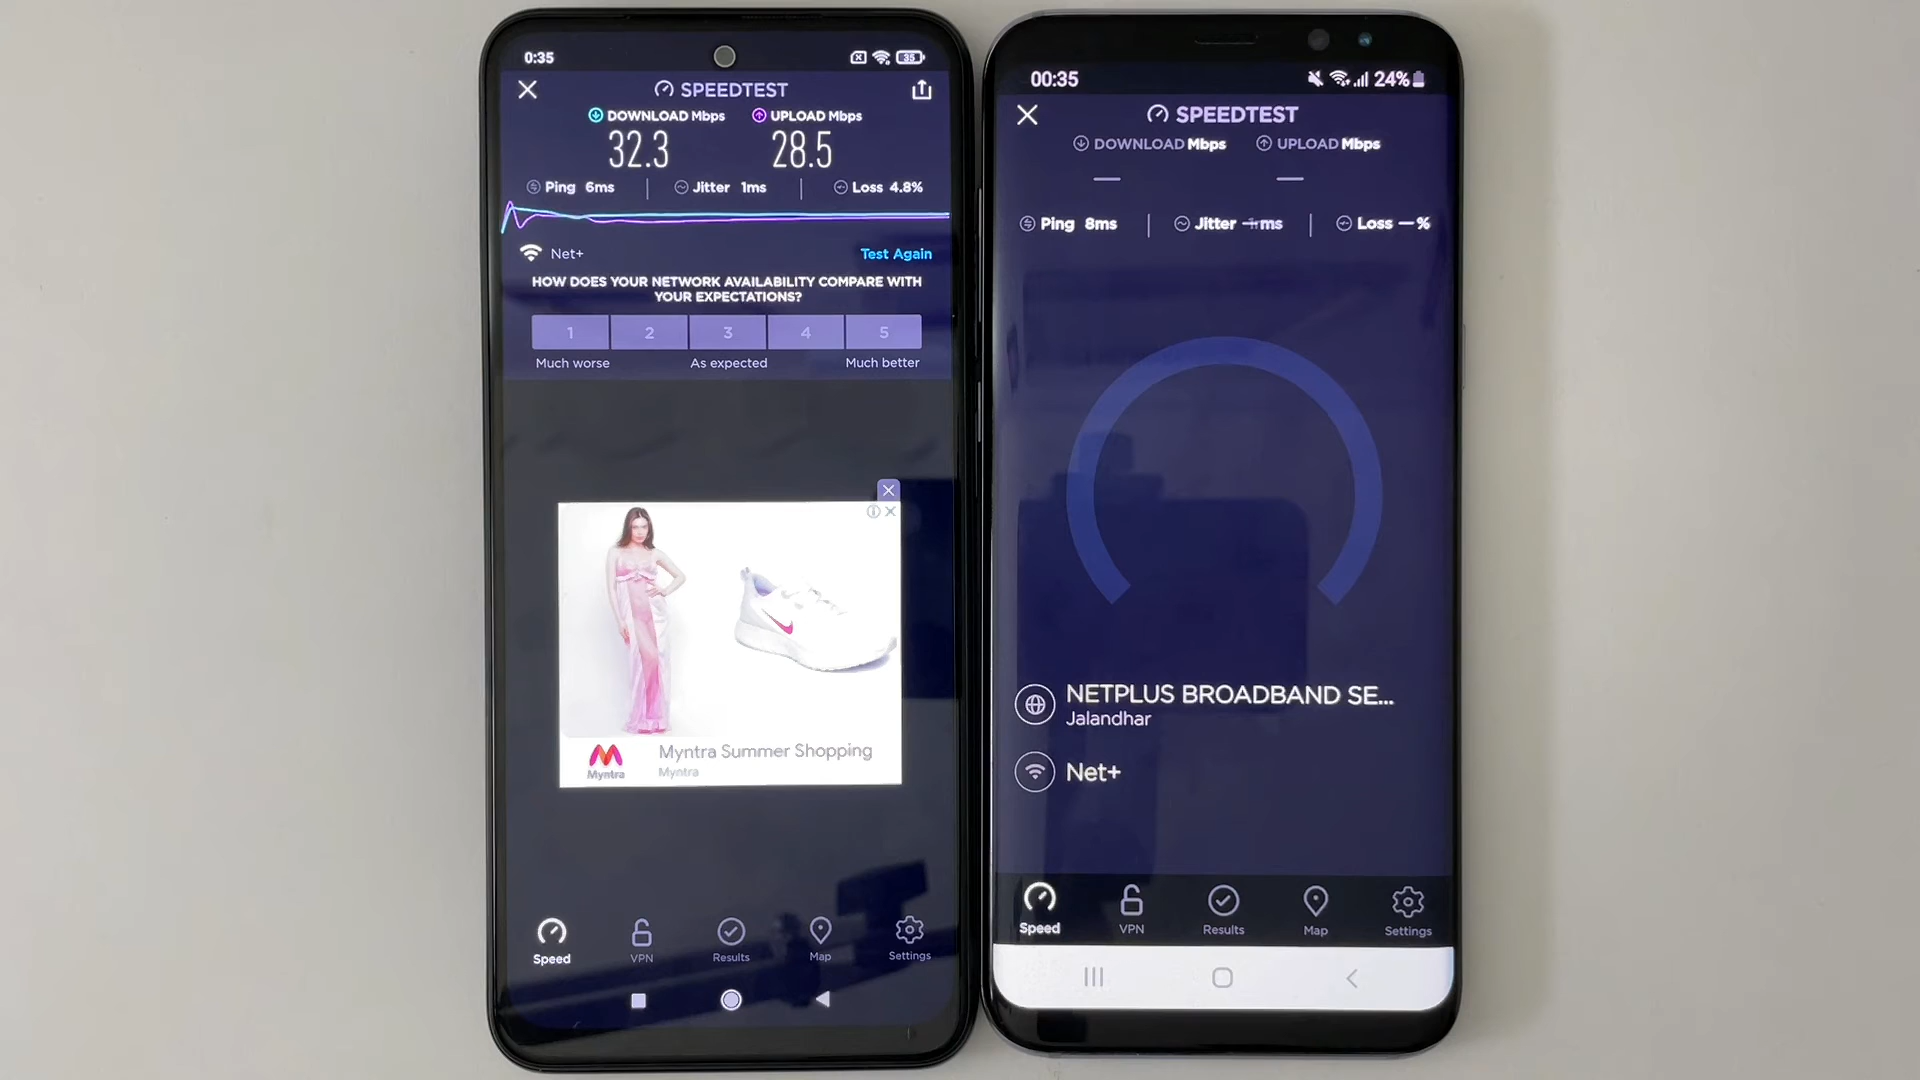 0:35
35
SPEEDTEST
DOWNLOAD Mbps
UPLOAD Mbps
32.3
28.5
Ping 6ms
Jitter 1ms
Loss 4.8%
Net+
Test Again
HOW DOES YOUR NETWORK AVAILABILITY COMPARE WITH
YOUR EXPECTATIONS?
1 2 3 4 5
Much worse
As expected
Much better
Myntra Summer Shopping
Myntra
Myntra
Speed
VPN
Results
Map
Settings
00:35
24%
SPEEDTEST
DOWNLOAD Mbps
UPLOAD Mbps
— —
Ping 8ms
Jitter ms
Loss — %
NETPLUS BROADBAND SE...
Jalandhar
Net+
Speed
VPN
Results
Map
Settings